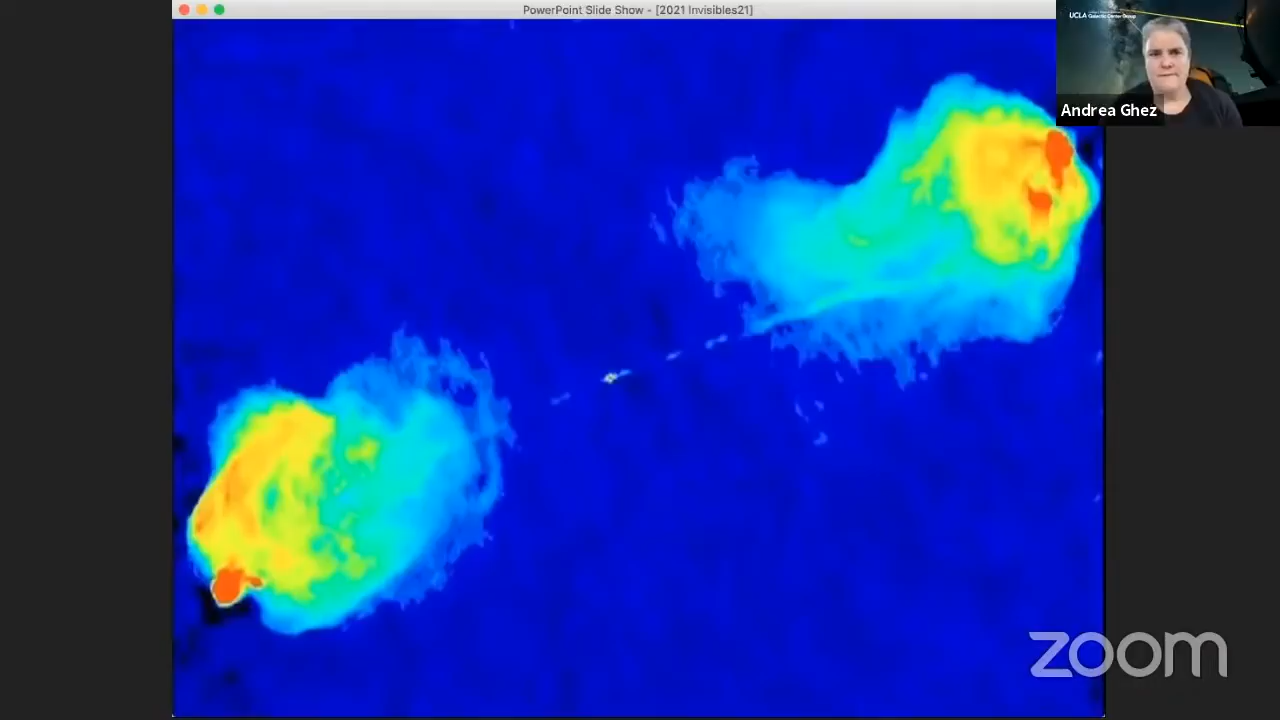 PowerPoint Slide Show - [2021 Invisibles21]
UCLA Galactic Center Group
Andrea Ghez
zoom